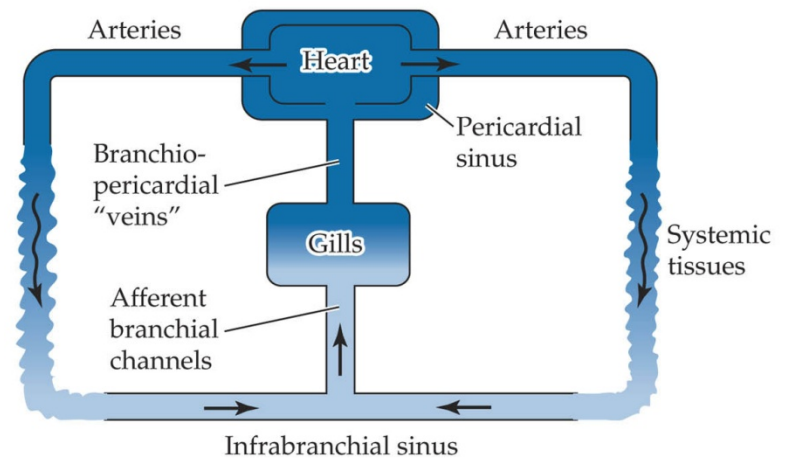 Arteries
Arteries
Heart
Pericardial
sinus
Branchio-
pericardial
“veins”
Gills
Systemic
tissues
Afferent
branchial
channels
Infrabranchial sinus